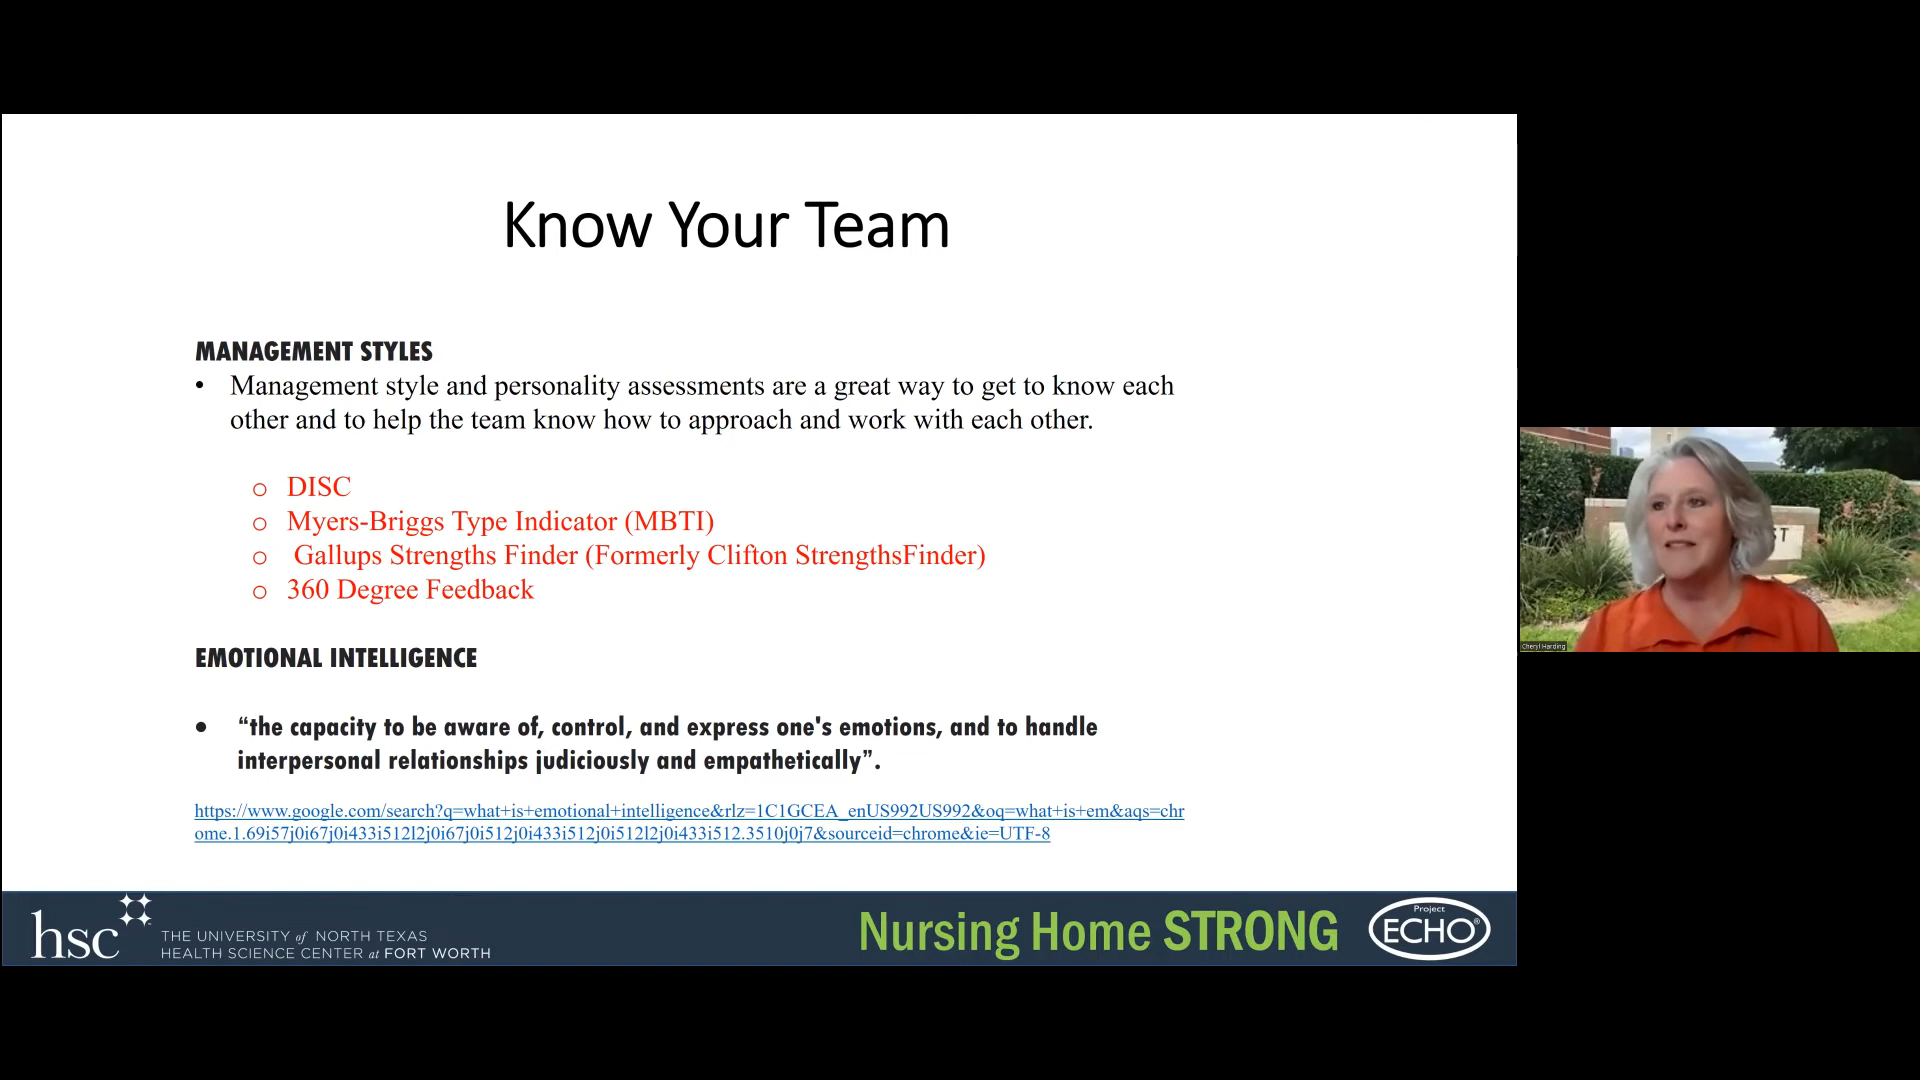 Know Your Team
MANAGEMENT STYLES
• Management style and personality assessments are a great way to get to know each
other and to help the team know how to approach and work with each other.
o DISC
o Myers-Briggs Type Indicator (MBTI)
o Gallups Strengths Finder (Formerly Clifton StrengthsFinder)
o 360 Degree Feedback
EMOTIONAL INTELLIGENCE
• “the capacity to be aware of, control, and express one's emotions, and to handle
interpersonal relationships judiciously and empathetically”.
https://www.google.com/search?q=what+is+emotional+intelligence&rlz=1C1GCEA_enUS992US992&oq=what+is+em&aqs=chr
ome.1.69i57j0i67j0i433i512l2j0i67j0i512j0i433i512j0i512l2j0i433i512.3510j0j7&sourceid=chrome&ie=UTF-8
hsc
THE UNIVERSITY of NORTH TEXAS
HEALTH SCIENCE CENTER at FORT WORTH
Nursing Home STRONG
Project
ECHO®
Cheryl Harding